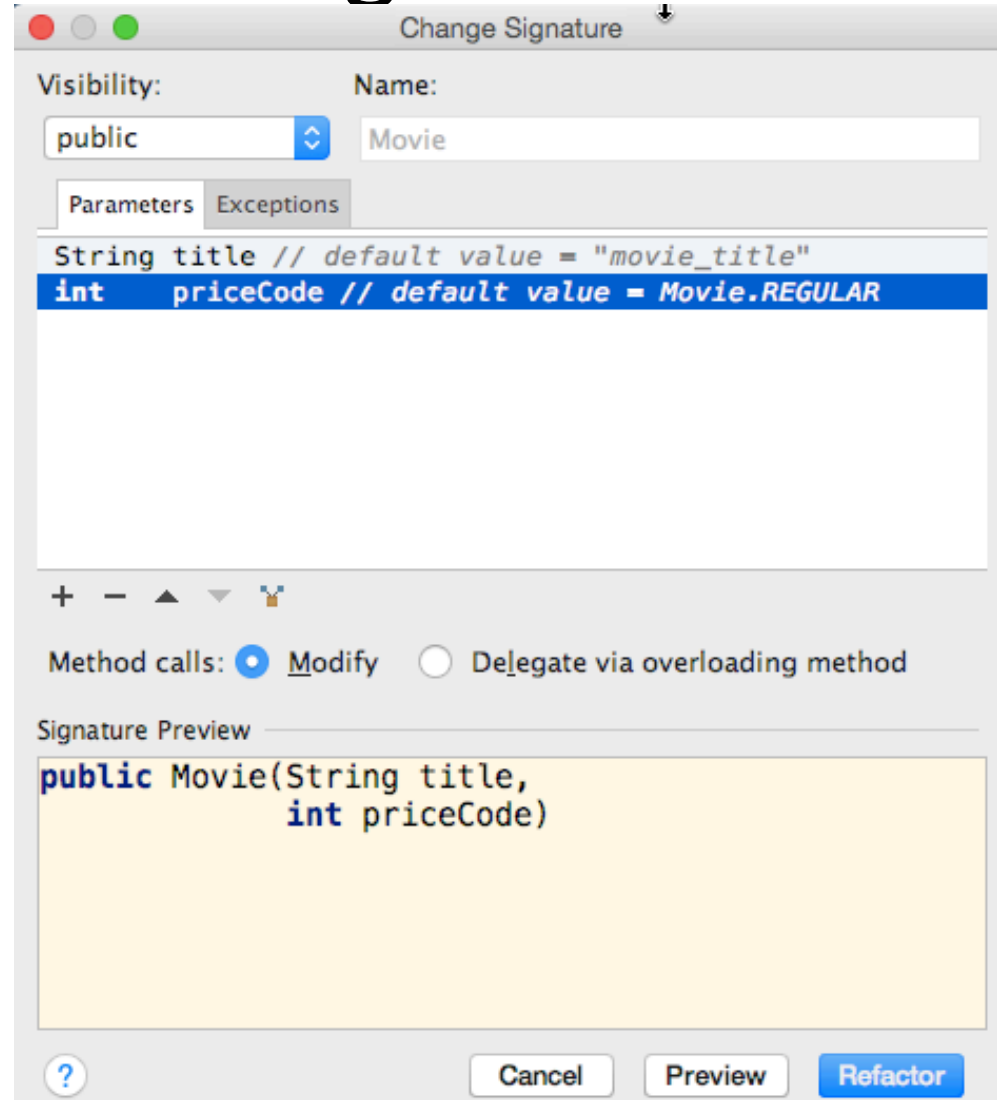 Change Signature
Visibility: Name:
public Movie
Parameters Exceptions
String title // default value = "movie_title"
int priceCode // default value = Movie.REGULAR
Method calls: Modify Delegate via overloading method
Signature Preview
public Movie(String title,
int priceCode)
? Cancel Preview Refactor